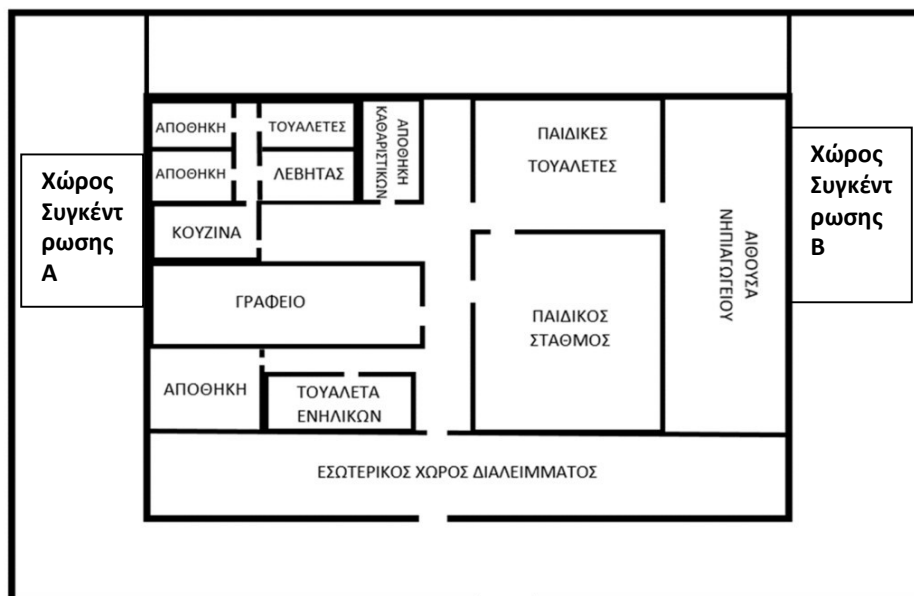 ΑΠΟΘΗΚΗ
ΤΟΥΑΛΕΤΕΣ
ΑΠΟΘΗΚΗ
ΚΑΘΑΡΙΣΤΙΚΩΝ
ΠΑΙΔΙΚΕΣ
ΤΟΥΑΛΕΤΕΣ
Χώρος
Συγκέντ
ρωσης
Α
ΑΠΟΘΗΚΗ
ΛΕΒΗΤΑΣ
Χώρος
Συγκέντ
ρωσης
Β
ΚΟΥΖΙΝΑ
ΑΙΘΟΥΣΑ
ΝΗΠΙΑΓΩΓΕΙΟΥ
ΓΡΑΦΕΙΟ
ΠΑΙΔΙΚΟΣ
ΣΤΑΘΜΟΣ
ΑΠΟΘΗΚΗ
ΤΟΥΑΛΕΤΑ
ΕΝΗΛΙΚΩΝ
ΕΣΩΤΕΡΙΚΟΣ ΧΩΡΟΣ ΔΙΑΛΕΙΜΜΑΤΟΣ